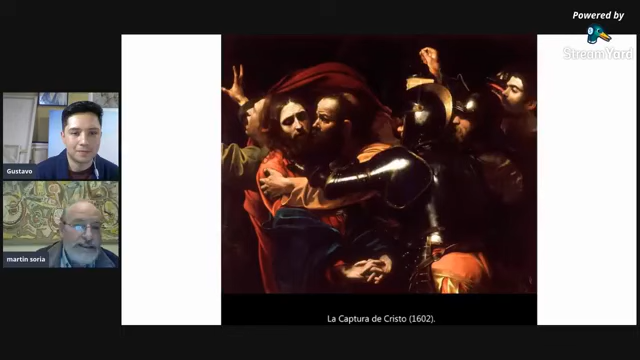 Powered by
StreamYard
Gustavo
martin soria
La Captura de Cristo (1602).